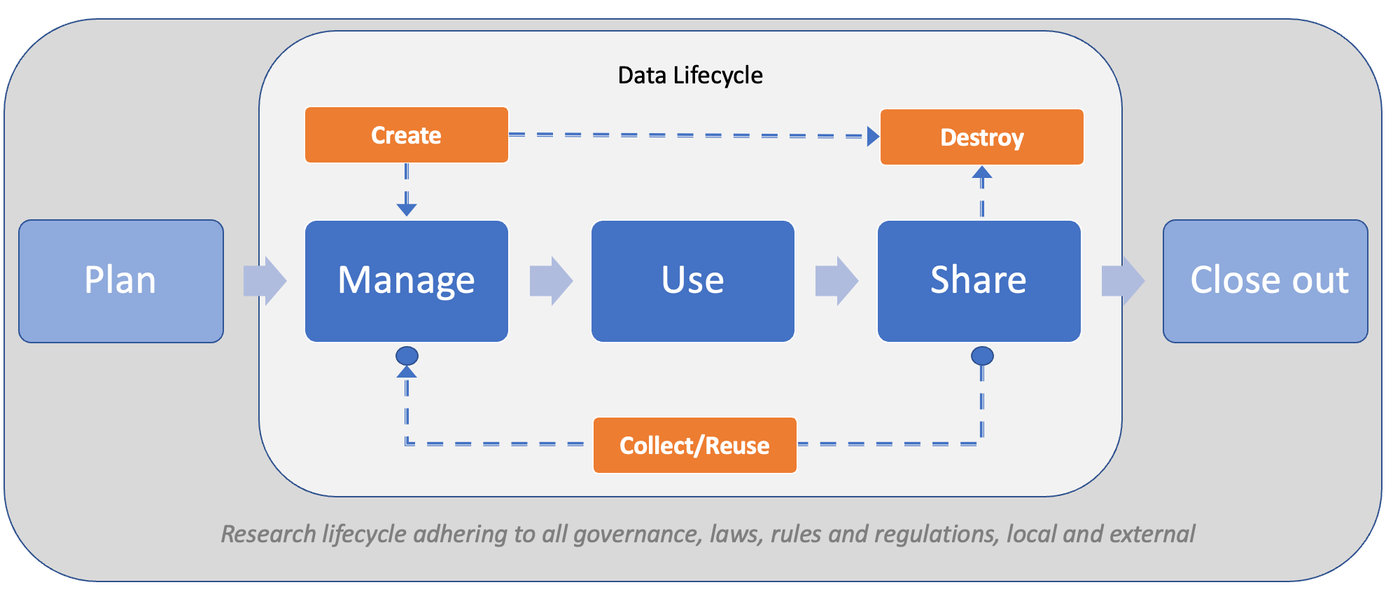 Data Lifecycle
Create
Destroy
Plan
Manage
Use
Share
Close out
Collect/Reuse
Research lifecycle adhering to all governance, laws, rules and regulations, local and external